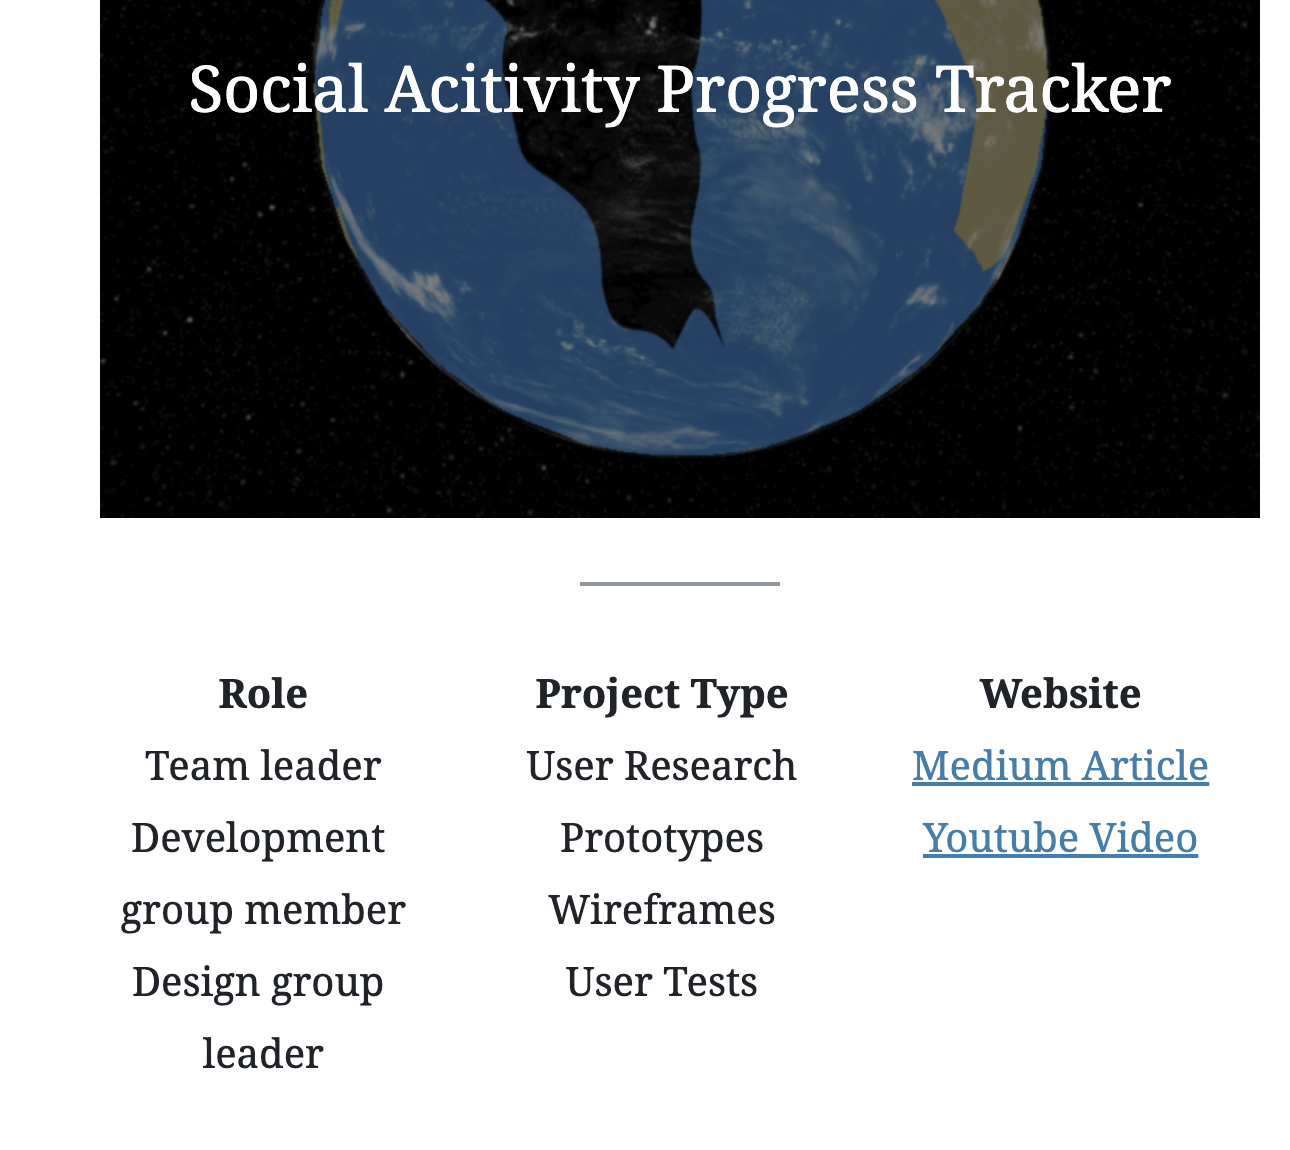 Social Acitivity Progress Tracker
Role
Team leader
Development
group member
Design group
leader
Project Type
User Research
Prototypes
Wireframes
User Tests
Website
Medium Article
Youtube Video